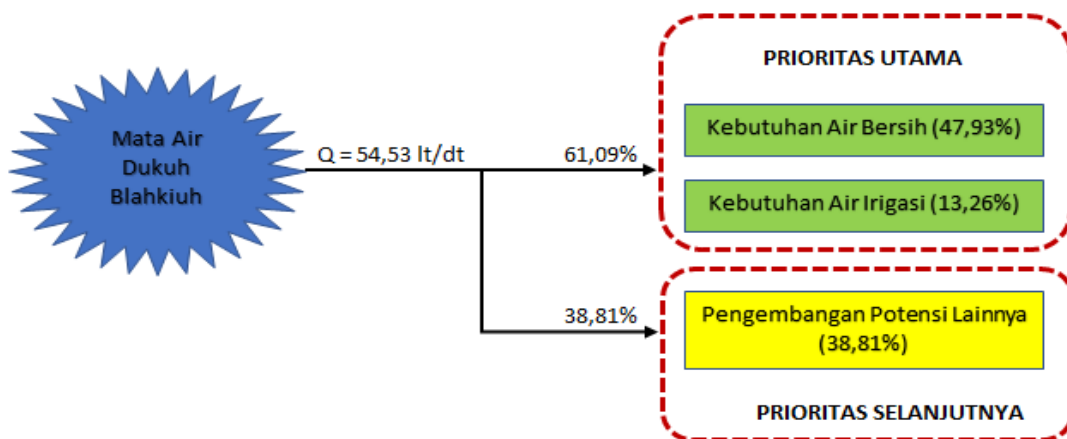 Mata Air
Dukuh
Blahkiuh
Q = 54,53 lt/dt
61,09%
PRIORITAS UTAMA
Kebutuhan Air Bersih (47,93%)
Kebutuhan Air Irigasi (13,26%)
38,81%
Pengembangan Potensi Lainnya
(38,81%)
PRIORITAS SELANJUTNYA